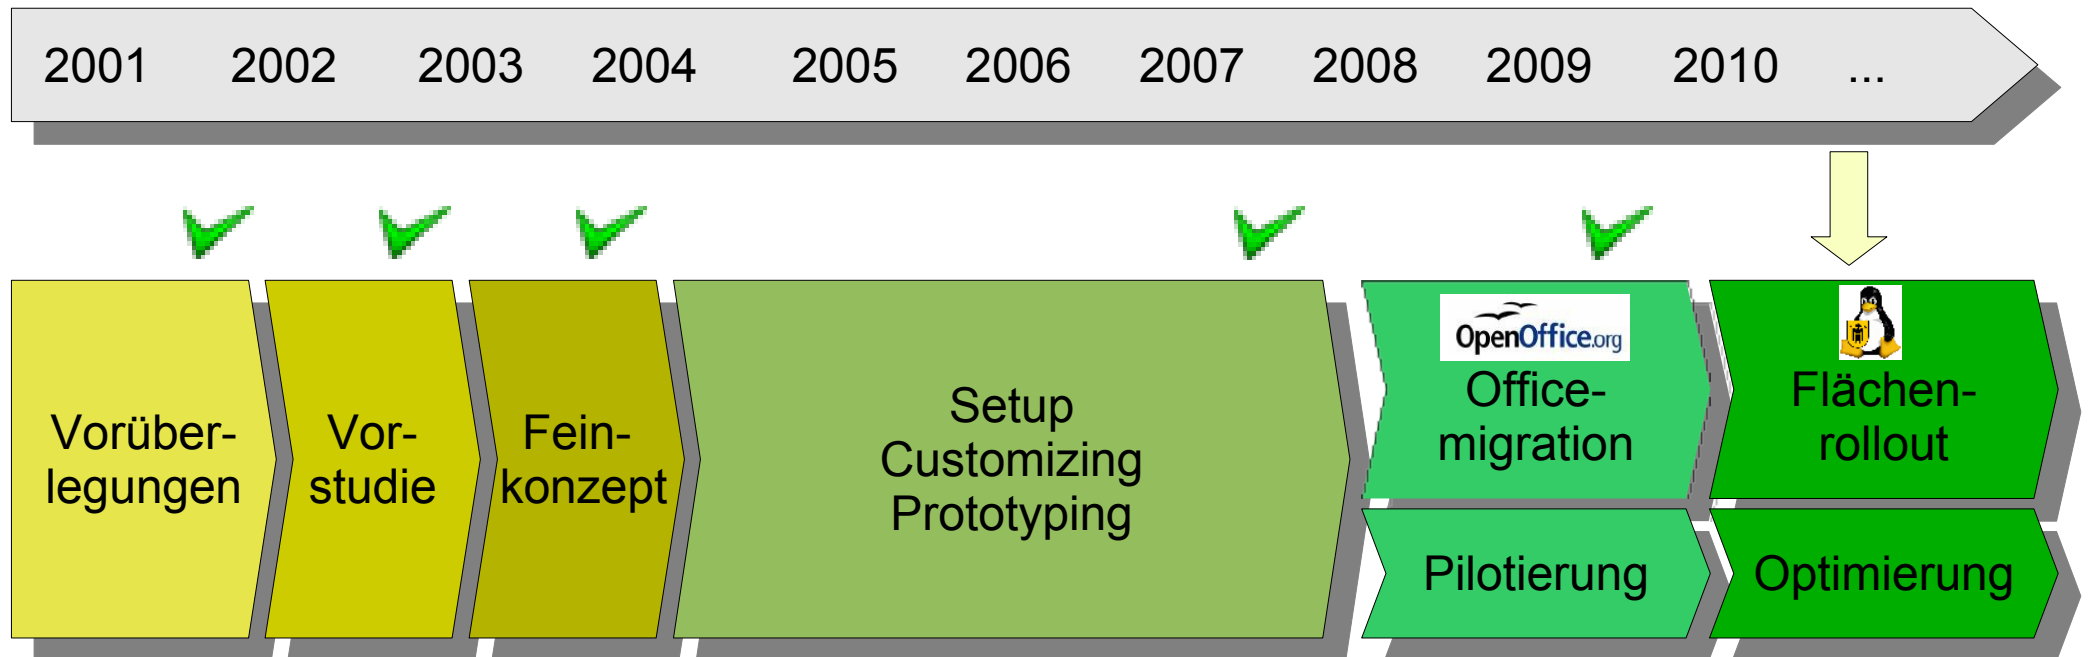 2001 2002 2003 2004 2005 2006 2007 2008 2009 2010 ...
Vorüber-
legungen
Vor-
studie
Fein-
konzept
Setup
Customizing
Prototyping
OpenOffice.org
Office-
migration
Pilotierung
Flächen-
rollout
Optimierung